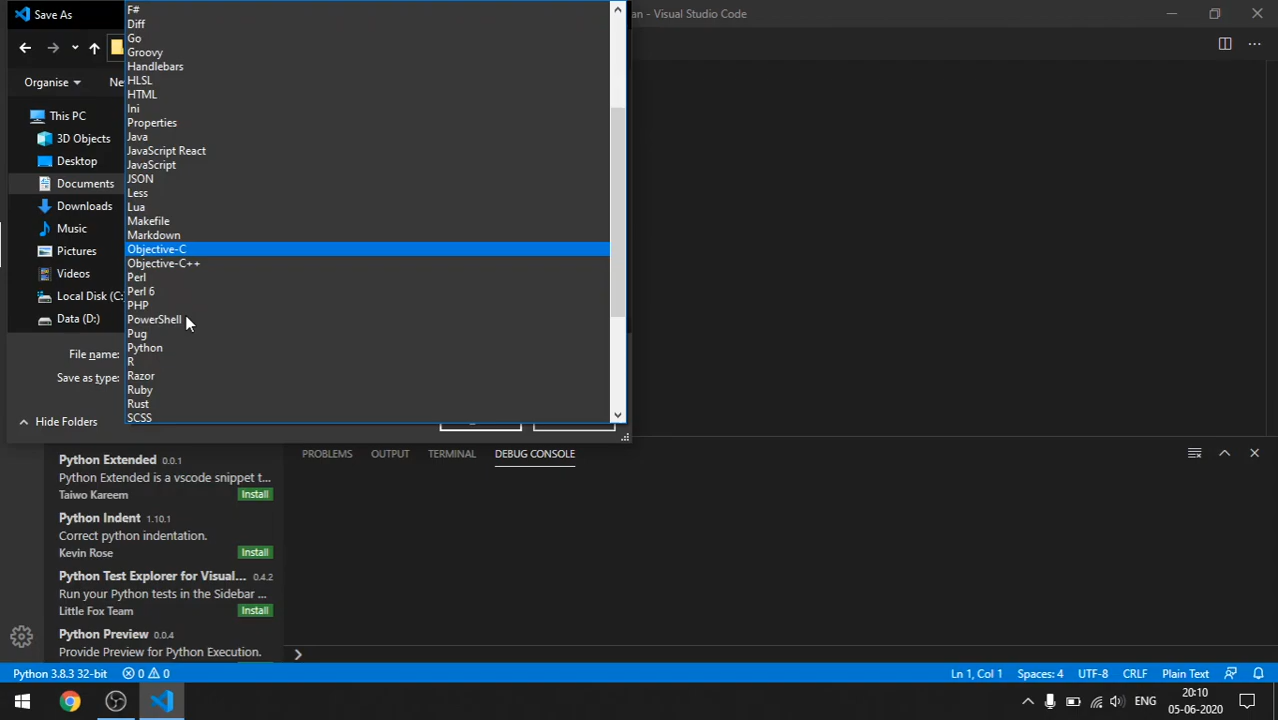 Save As
an - Visual Studio Code
Organise
Ne
This PC
3D Objects
Desktop
Documents
Downloads
Music
Pictures
Videos
Local Disk (C:
Data (D:)
F#
Diff
Go
Groovy
Handlebars
HLSL
HTML
Ini
Properties
Java
JavaScript React
JavaScript
JSON
Less
Lua
Makefile
Markdown
Objective-C
Objective-C++
Perl
Perl 6
PHP
PowerShell
Pug
Python
R
Razor
Ruby
Rust
SCSS
File name:
Save as type:
Hide Folders
Python Extended 0.0.1
Python Extended is a vscode snippet t...
Taiwo Kareem Install
Python Indent 1.10.1
Correct python indentation.
Kevin Rose Install
Python Test Explorer for Visual... 0.4.2
Run your Python tests in the Sidebar ...
Little Fox Team Install
Python Preview 0.0.4
Provide Preview for Python Execution.
PROBLEMS OUTPUT TERMINAL DEBUG CONSOLE
Python 3.8.3 32-bit 0 0 Ln 1, Col 1 Spaces: 4 UTF-8 CRLF Plain Text
ENG
20:10
05-06-2020